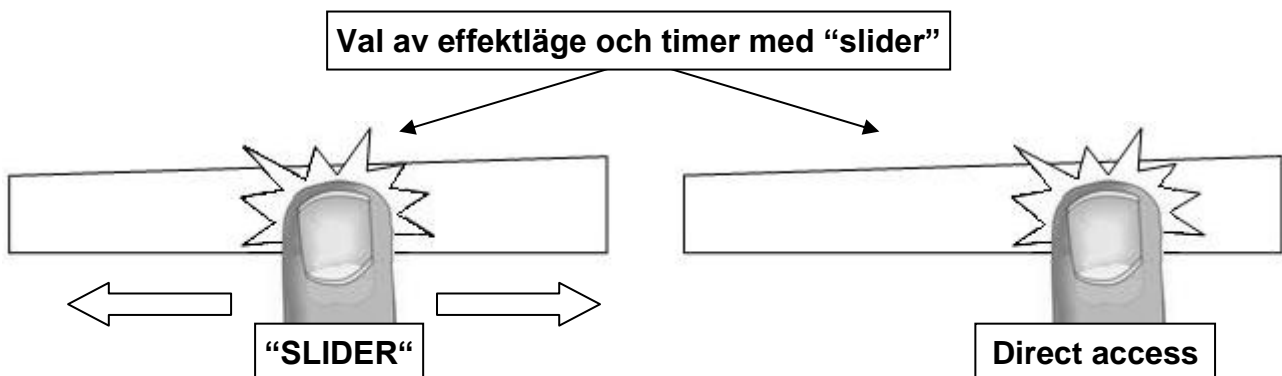 Val av effektläge och timer med “slider”
“SLIDER“
Direct access